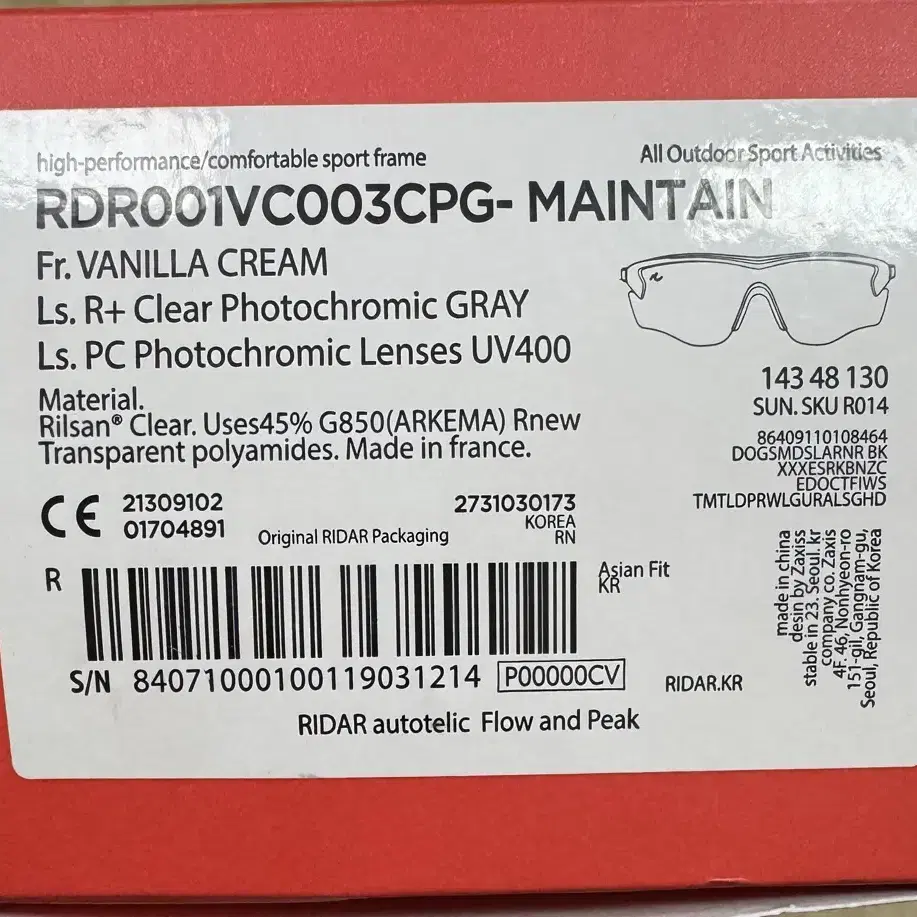 high-performance/comfortable sport frame
All Outdoor Sport Activities
RDR001VC003CPG- MAINTAIN
Fr. VANILLA CREAM
Ls. R+ Clear Photochromic GRAY
Ls. PC Photochromic Lenses UV400
Material.
Rilsan® Clear. Uses45% G850(ARKEMA) Rnew
Transparent polyamides. Made in france.
143 48 130
SUN. SKU R014
86409110108464
DOGSMDSLARNR BK
XXXESRKBNZC
EDOCTFIWS
TMTLDPRWLGURALSGHD
CE
21309102
01704891
Original RIDAR Packaging
2731030173
KOREA
RN
R
Asian Fit
KR
S/N 84071000100119031214 P00000CV
RIDAR.KR
RIDAR autotelic Flow and Peak
made in china
desin by Zaxiss
stable in 23. Seoul. kr
company co. Zaxis
4F. 46, Nonhyeon-ro
151-gil, Gangnam-gu,
Seoul, Republic of Korea